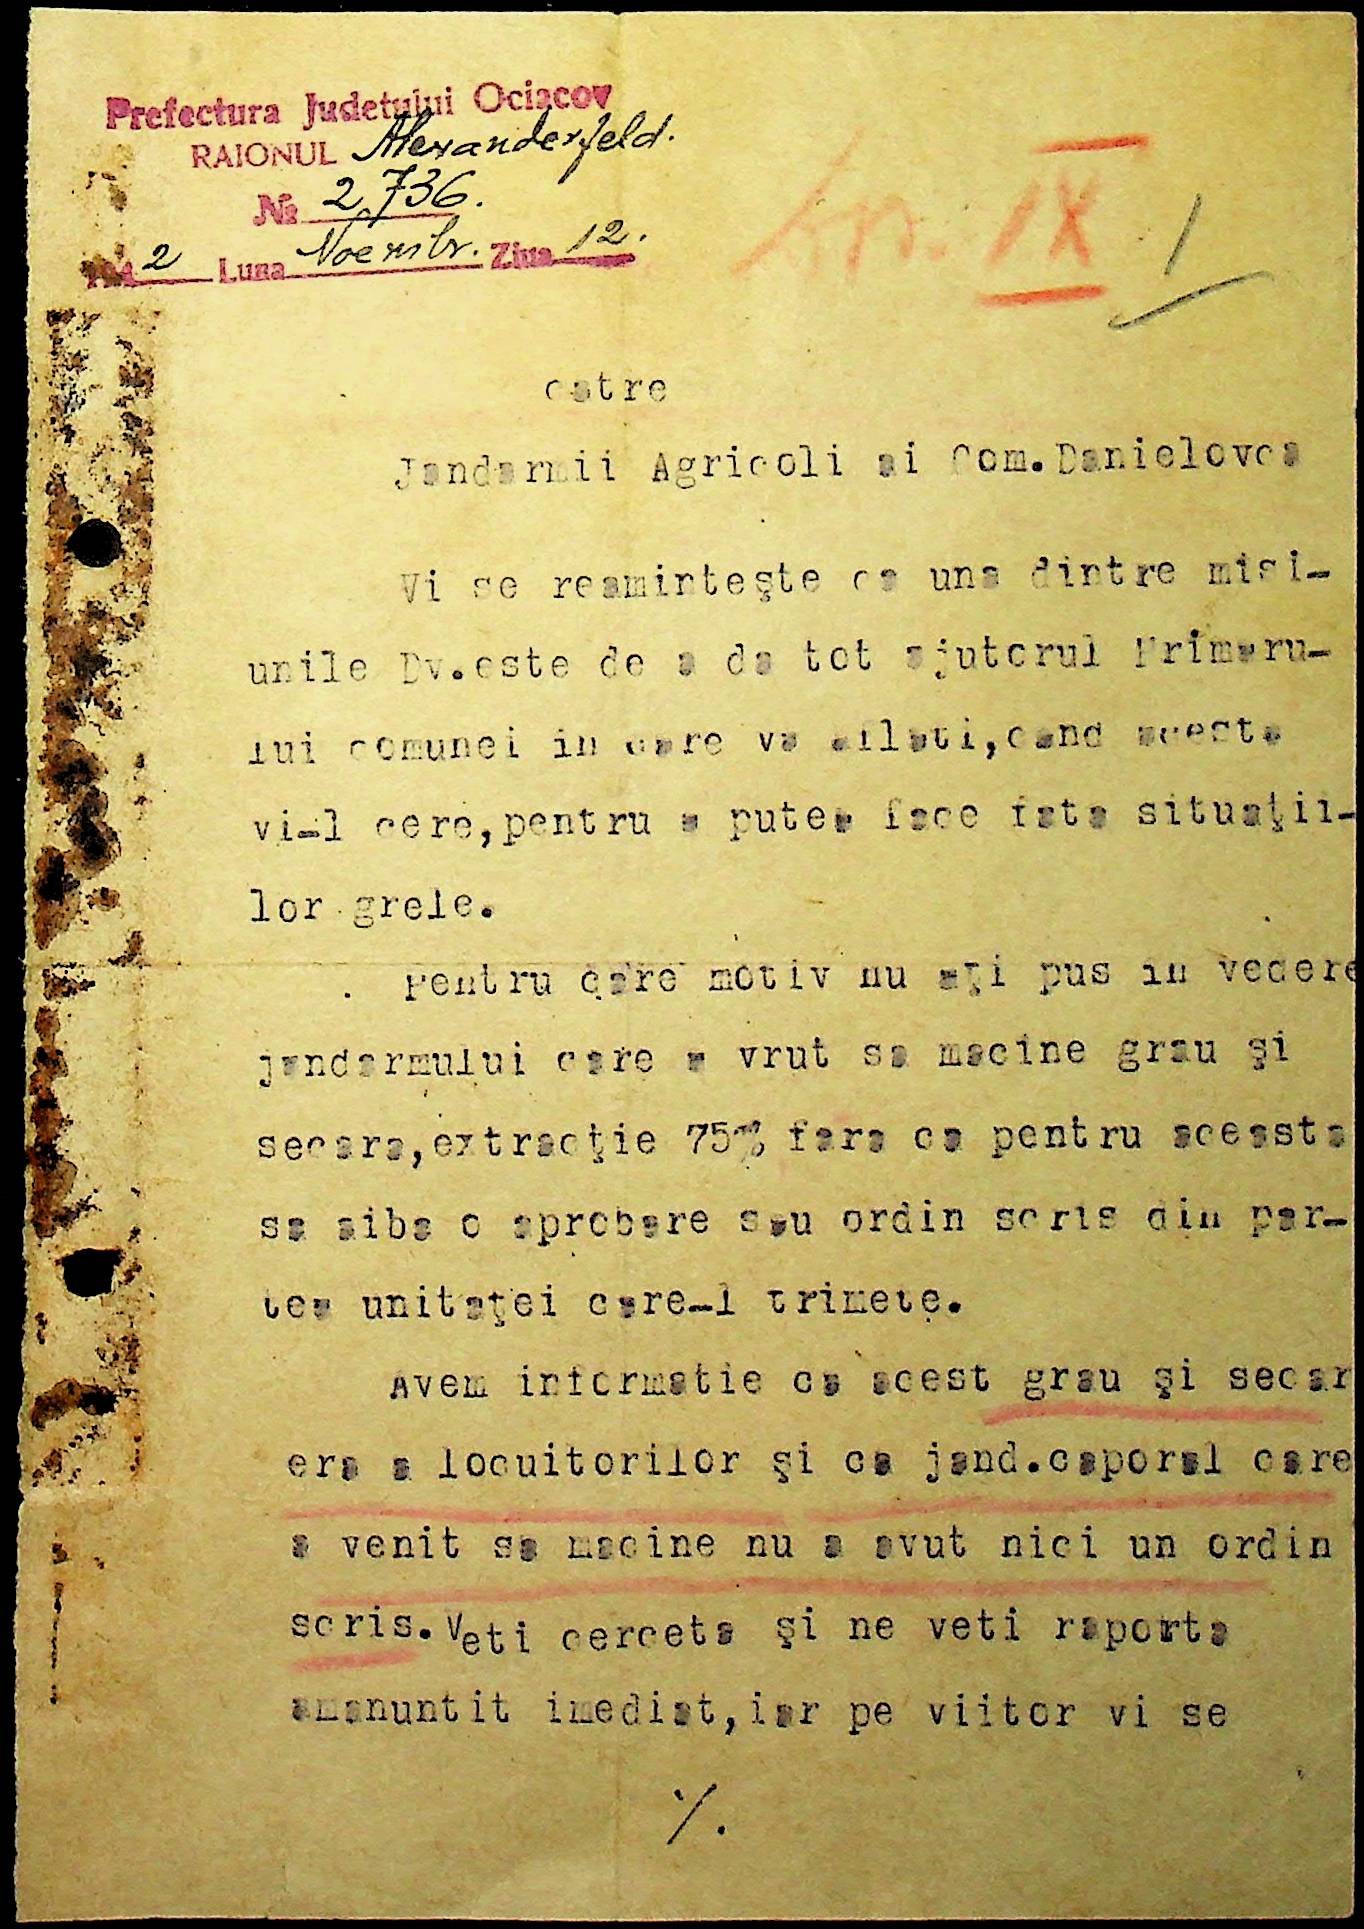 Prefectura Judetului Ociacov
RAIONUL Alexanderfeld.
№ 2736.
194 2 Luna Noembr. Ziua 12.
IX
1
catre
Jandarmii Agricoli ai Com.Danielovca
Vi se reaminteşte ca una dintre misi-
unile Dv.este de a da tot ajutorul Primaru-
lui comunei in care va aflati,cand acesta
vi-l cere,pentru a putea face fata situaţii-
lor grele.
Pentru care motiv nu aţi pus in vedere
jandarmului care a vrut sa macine grau şi
secara,extracţie 75% fara ca pentru aceasta
sa aiba o aprobare sau ordin scris din par-
tea unitaţei care-l trimete.
Avem informatie ca acest grau şi secar
era a locuitorilor şi ca jand.caporal care
a venit sa macine nu a avut nici un ordin
scris.Veti cerceta şi ne veti raporta
amanuntit imediat,iar pe viitor vi se
%.